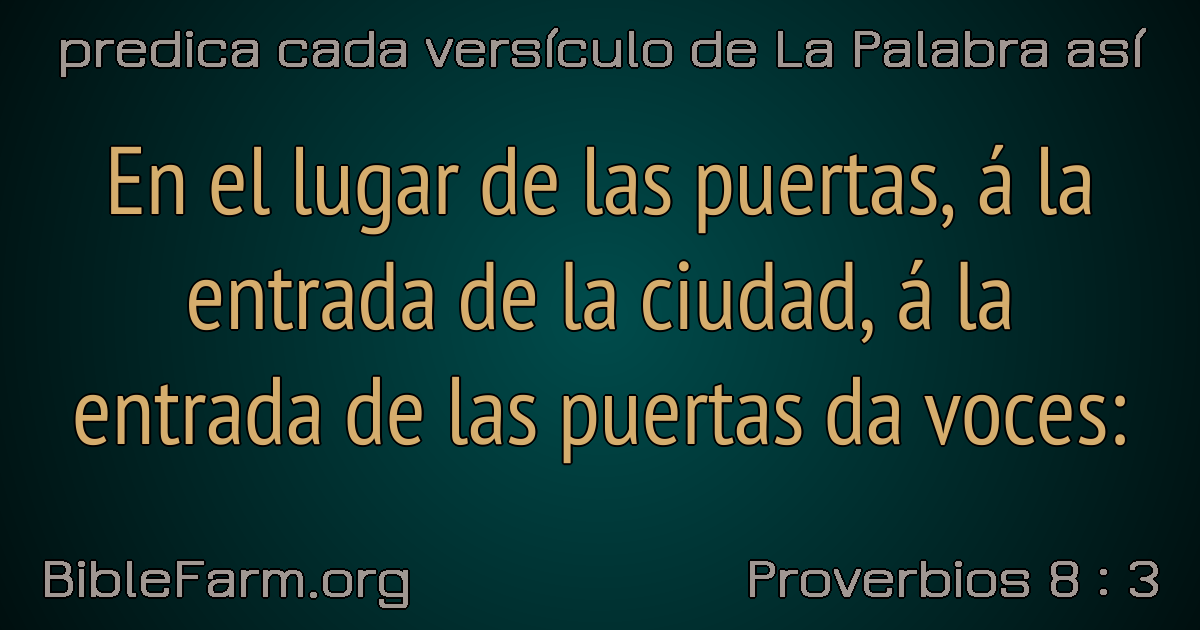 predica cada versículo de La Palabra así
En el lugar de las puertas, á la
entrada de la ciudad, á la
entrada de las puertas da voces:
BibleFarm.org
Proverbios 8 : 3